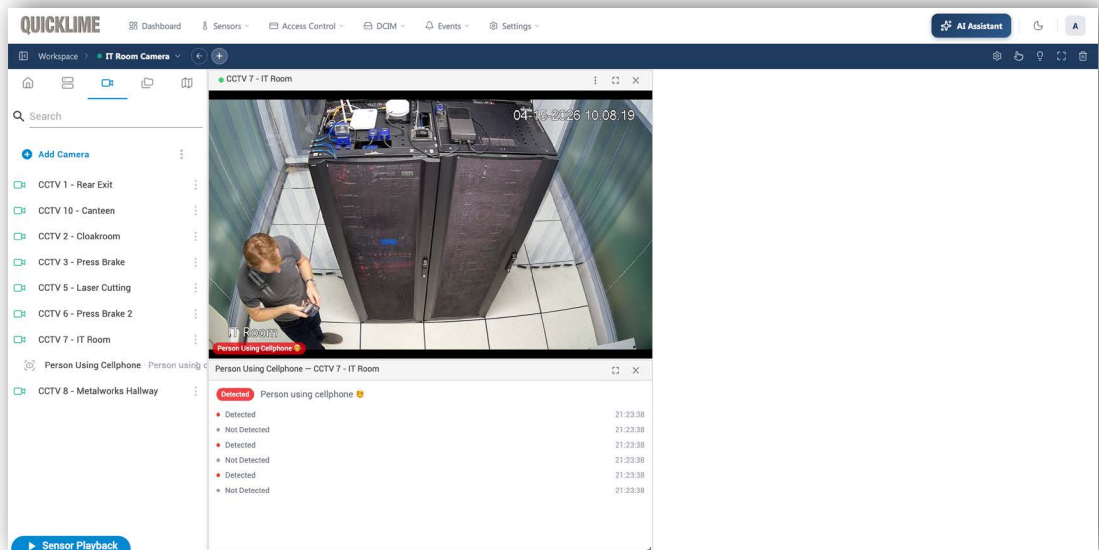 QUICKLIME
Dashboard
Sensors
Access Control
DCIM
Events
Settings
AI Assistant
A
Workspace > IT Room Camera
Search
Add Camera
CCTV 1 - Rear Exit
CCTV 10 - Canteen
CCTV 2 - Cloakroom
CCTV 3 - Press Brake
CCTV 5 - Laser Cutting
CCTV 6 - Press Brake 2
CCTV 7 - IT Room
Person Using Cellphone · Person using
CCTV 8 - Metalworks Hallway
Sensor Playback
CCTV 7 - IT Room
04-15-2026 10:08:19
IT Room
Person Using Cellphone
Person Using Cellphone — CCTV 7 - IT Room
Detected Person using cellphone
Detected 21:23:38
Not Detected 21:23:38
Detected 21:23:38
Not Detected 21:23:38
Detected 21:23:38
Not Detected 21:23:38